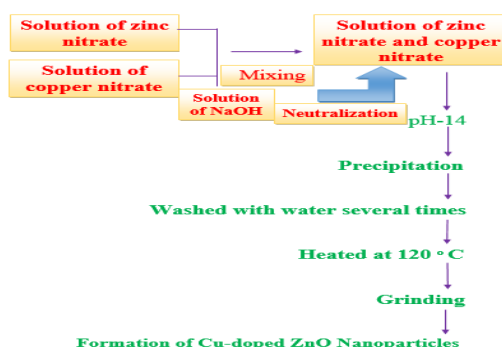 Solution of zinc
nitrate
Solution of zinc
nitrate and copper
nitrate
Solution of
copper nitrate
Mixing
Solution
of NaOH
Neutralization
pH-14
Precipitation
Washed with water several times
Heated at 120 °C
Grinding
Formation of Cu-doped ZnO Nanoparticles